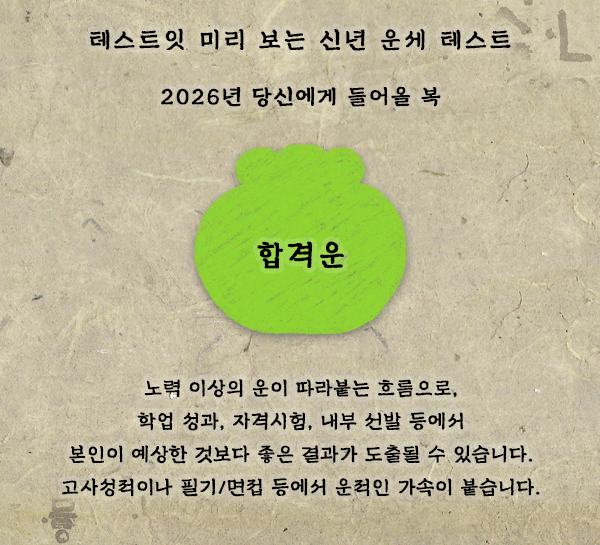 테스트잇 미리 보는 신년 운세 테스트
2026년 당신에게 들어올 복
합격운
노력 이상의 운이 따라붙는 흐름으로,
학업 성과, 자격시험, 내부 선발 등에서
본인이 예상한 것보다 좋은 결과가 도출될 수 있습니다.
고사성적이나 필기/면접 등에서 운적인 가속이 붙습니다.